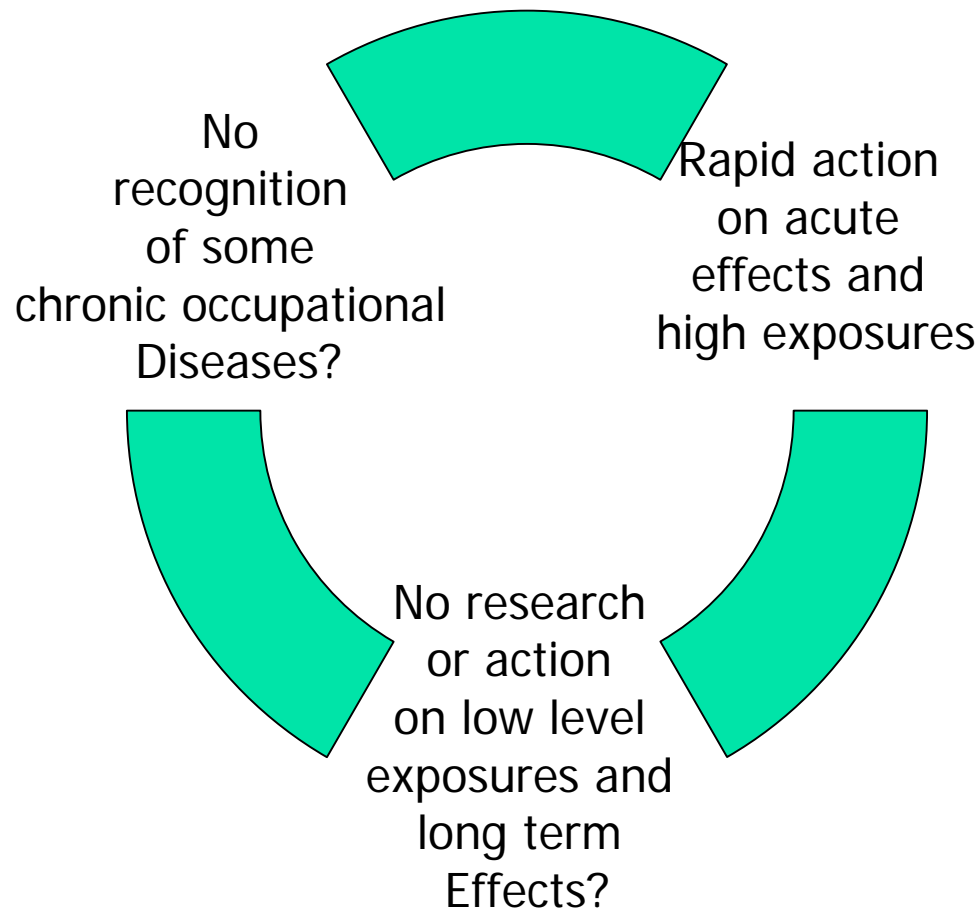 No
recognition
of some
chronic occupational
Diseases?
Rapid action
on acute
effects and
high exposures
No research
or action
on low level
exposures and
long term
Effects?